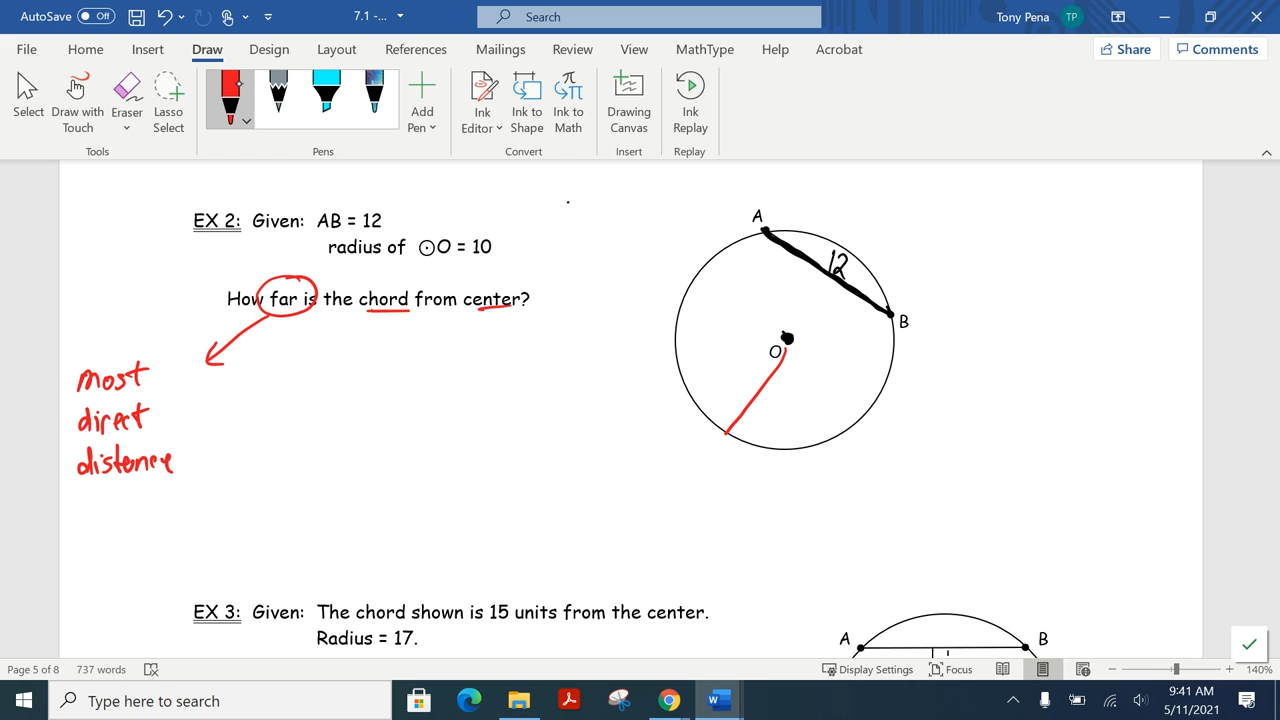 AutoSave Off 7.1 -... Search Tony Pena TP
File Home Insert Draw Design Layout References Mailings Review View MathType Help Acrobat Share Comments
Select Draw with Touch Eraser Lasso Select Add Pen Ink Editor Ink to Shape Ink to Math Drawing Canvas Ink Replay
Tools Pens Convert Insert Replay
EX 2: Given: AB = 12
radius of ⊙O = 10
How far is the chord from center?
most
direct
distance
A
12
B
O
EX 3: Given: The chord shown is 15 units from the center.
Radius = 17.
A B
Page 5 of 8 737 words Display Settings Focus 140%
Type here to search 9:41 AM
5/11/2021